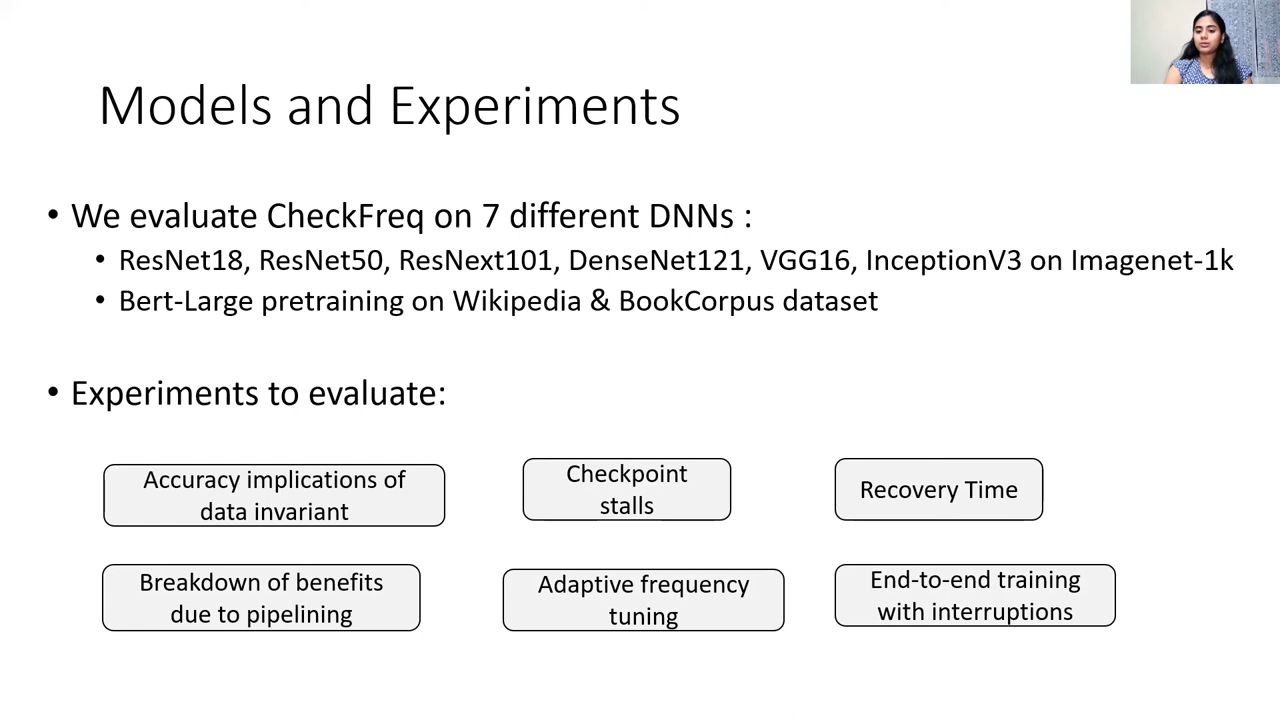 Models and Experiments
• We evaluate CheckFreq on 7 different DNNs :
• ResNet18, ResNet50, ResNext101, DenseNet121, VGG16, InceptionV3 on Imagenet-1k
• Bert-Large pretraining on Wikipedia & BookCorpus dataset
• Experiments to evaluate:
Accuracy implications of
data invariant
Checkpoint
stalls
Recovery Time
Breakdown of benefits
due to pipelining
Adaptive frequency
tuning
End-to-end training
with interruptions